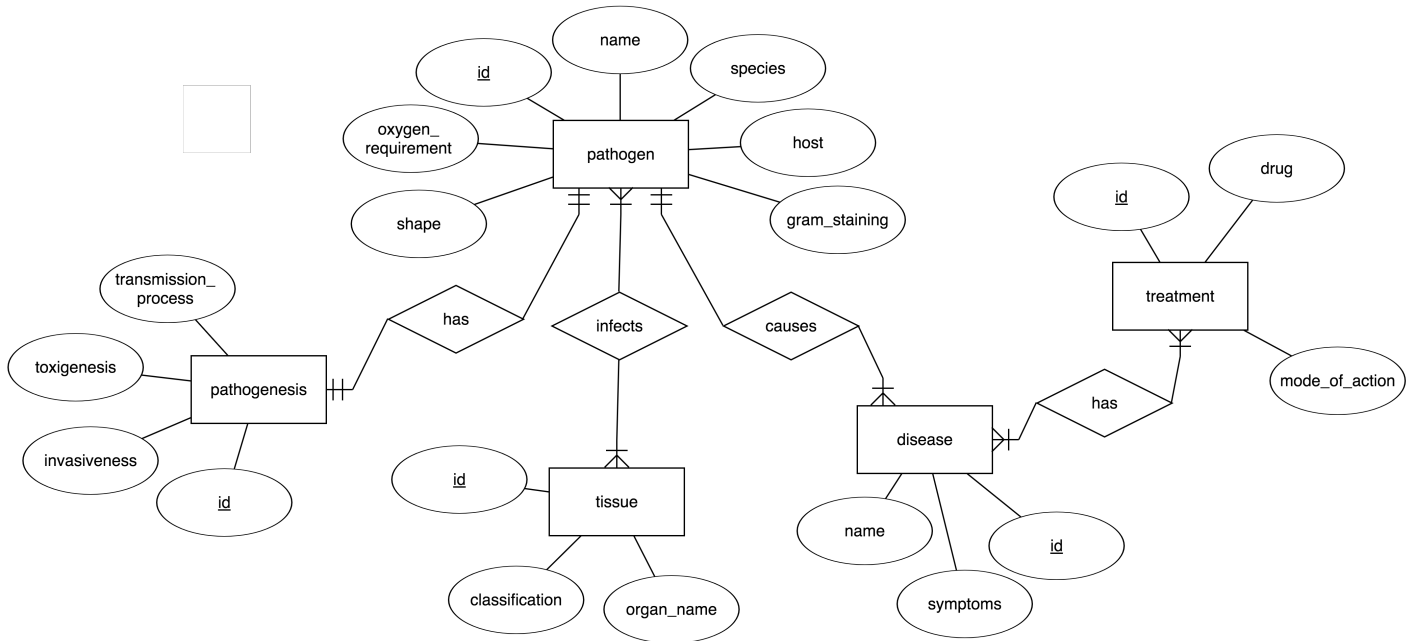 name
id
species
oxygen_
requirement
pathogen
host
shape
gram_staining
drug
id
treatment
mode_of_action
transmission_
process
has
infects
causes
toxigenesis
pathogenesis
invasiveness
id
has
disease
id
tissue
name
id
classification
organ_name
symptoms